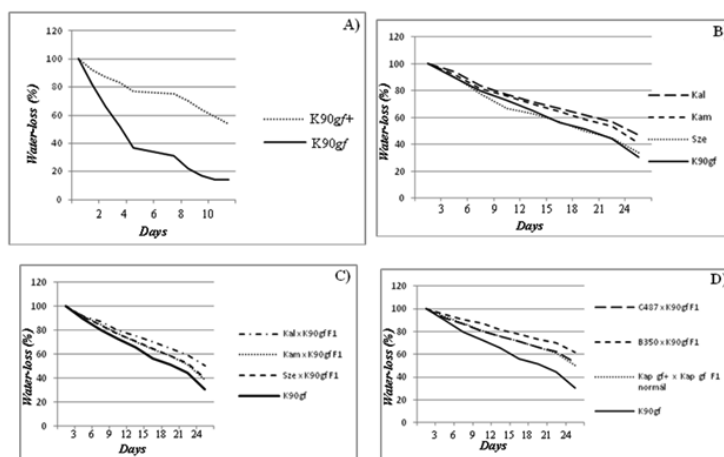 A)
120
100
80
60
40
20
0
Water-loss (%)
2 4 6 8 10
Days
K90gf+
K90gf
B)
120
100
80
60
40
20
0
Water-loss (%)
3 6 9 12 15 18 21 24
Days
Kal
Kam
Sze
K90gf
C)
120
100
80
60
40
20
0
Water-loss (%)
3 6 9 12 15 18 21 24
Days
Kal x K90gf F1
Kam x K90gf F1
Sze x K90gf F1
K90gf
D)
120
100
80
60
40
20
0
Water-loss (%)
3 6 9 12 15 18 21 24
Days
C487 x K90gf F1
B350 x K90gf F1
Kap gf+ x Kap gf F1
normal
K90gf